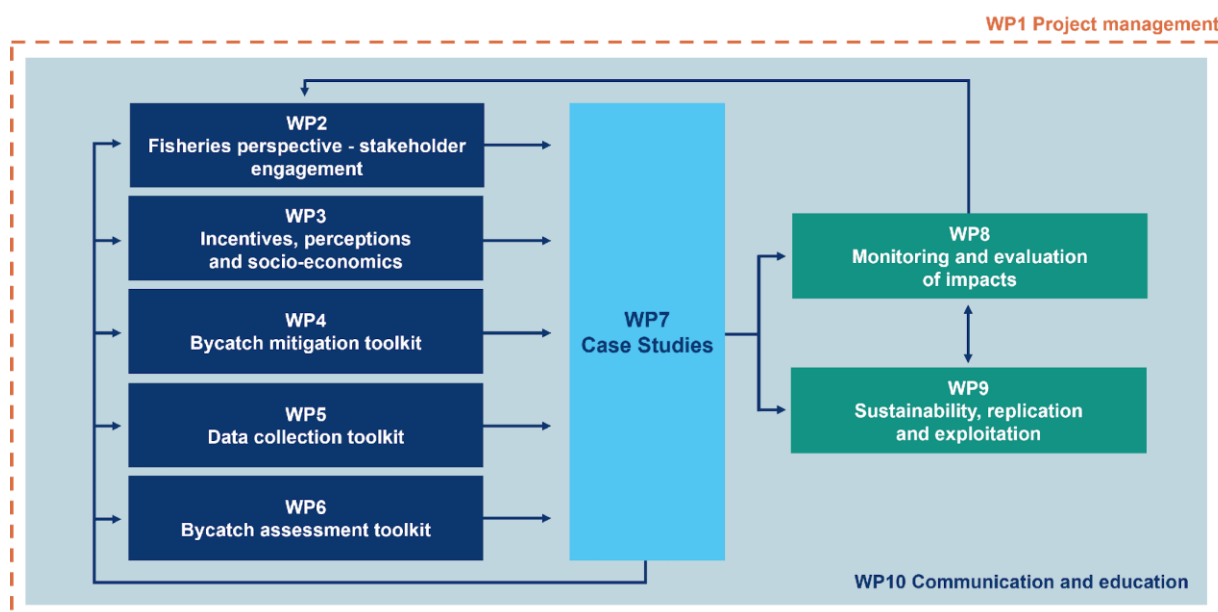 WP1 Project management
WP2
Fisheries perspective - stakeholder
engagement
WP3
Incentives, perceptions
and socio-economics
WP4
Bycatch mitigation toolkit
WP5
Data collection toolkit
WP6
Bycatch assessment toolkit
WP7
Case Studies
WP8
Monitoring and evaluation
of impacts
WP9
Sustainability, replication
and exploitation
WP10 Communication and education